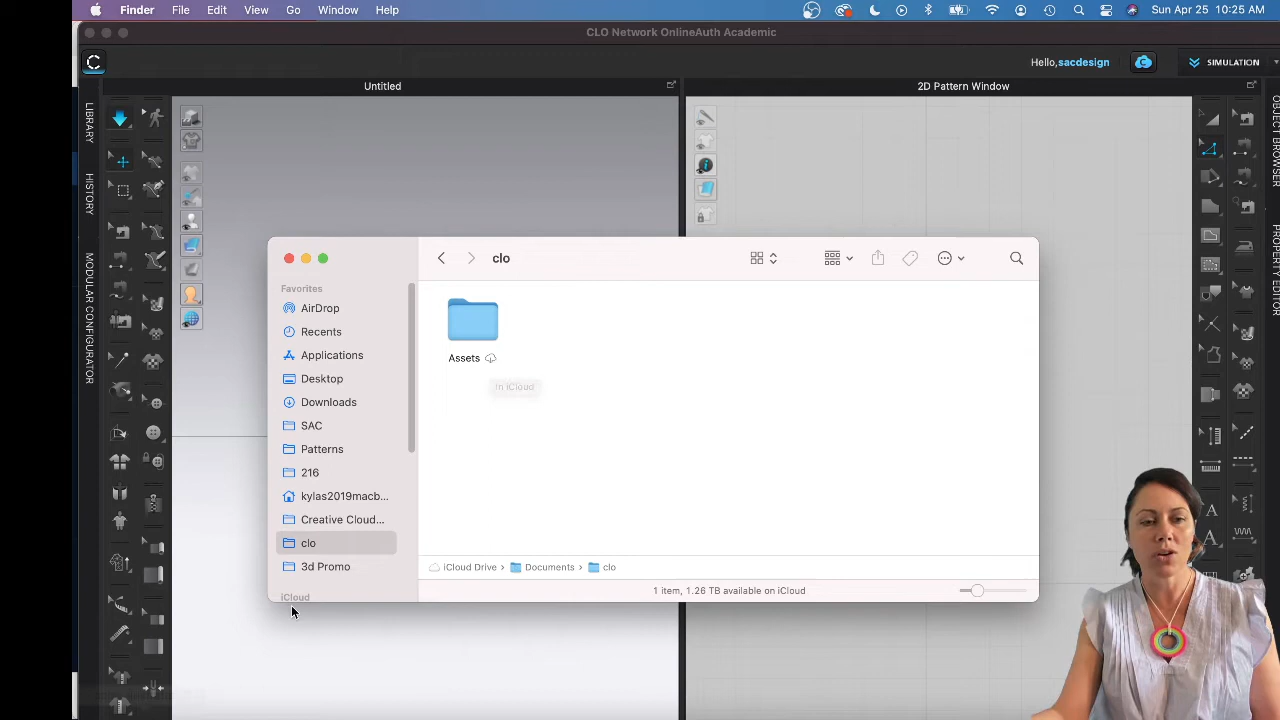 Finder File Edit View Go Window Help
Sun Apr 25 10:25 AM
CLO Network OnlineAuth Academic
Hello,sacdesign
SIMULATION
Untitled
2D Pattern Window
LIBRARY
HISTORY
MODULAR CONFIGURATOR
OBJECT BROWSER
PROPERTY EDITOR
clo
Favorites
AirDrop
Recents
Applications
Desktop
Downloads
SAC
Patterns
216
kylas2019macb...
Creative Cloud...
clo
3d Promo
iCloud
Assets
In iCloud
iCloud Drive > Documents > clo
1 item, 1.26 TB available on iCloud